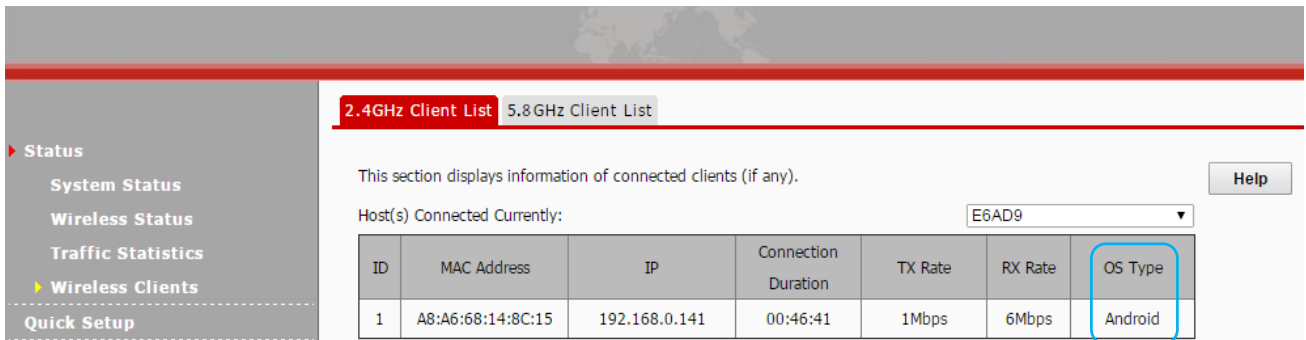 2.4GHz Client List 5.8GHz Client List
Status
System Status
Wireless Status
Traffic Statistics
Wireless Clients
Quick Setup
This section displays information of connected clients (if any).
Help
Host(s) Connected Currently:
E6AD9
ID MAC Address IP Connection Duration TX Rate RX Rate OS Type
1 A8:A6:68:14:8C:15 192.168.0.141 00:46:41 1Mbps 6Mbps Android